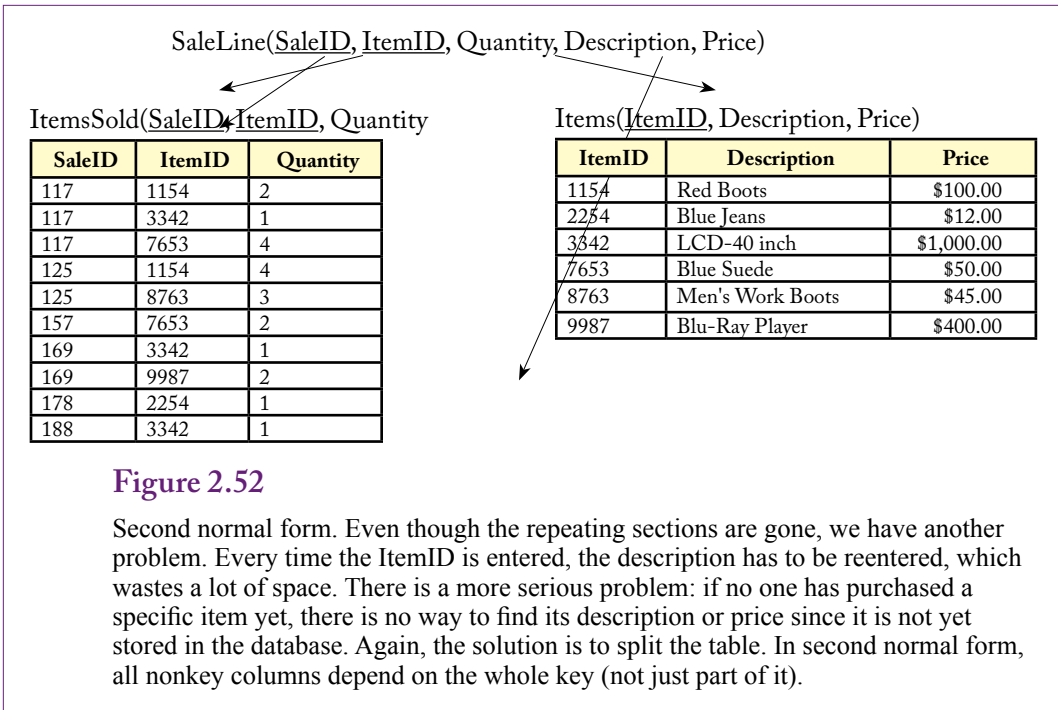 SaleLine(SaleID, ItemID, Quantity, Description, Price)
ItemsSold(SaleID, ItemID, Quantity
SaleID ItemID Quantity
117 1154 2
117 3342 1
117 7653 4
125 1154 4
125 8763 3
157 7653 2
169 3342 1
169 9987 2
178 2254 1
188 3342 1
Items(ItemID, Description, Price)
ItemID Description Price
1154 Red Boots $100.00
2254 Blue Jeans $12.00
3342 LCD-40 inch $1,000.00
7653 Blue Suede $50.00
8763 Men's Work Boots $45.00
9987 Blu-Ray Player $400.00
Figure 2.52
Second normal form. Even though the repeating sections are gone, we have another
problem. Every time the ItemID is entered, the description has to be reentered, which
wastes a lot of space. There is a more serious problem: if no one has purchased a
specific item yet, there is no way to find its description or price since it is not yet
stored in the database. Again, the solution is to split the table. In second normal form,
all nonkey columns depend on the whole key (not just part of it).